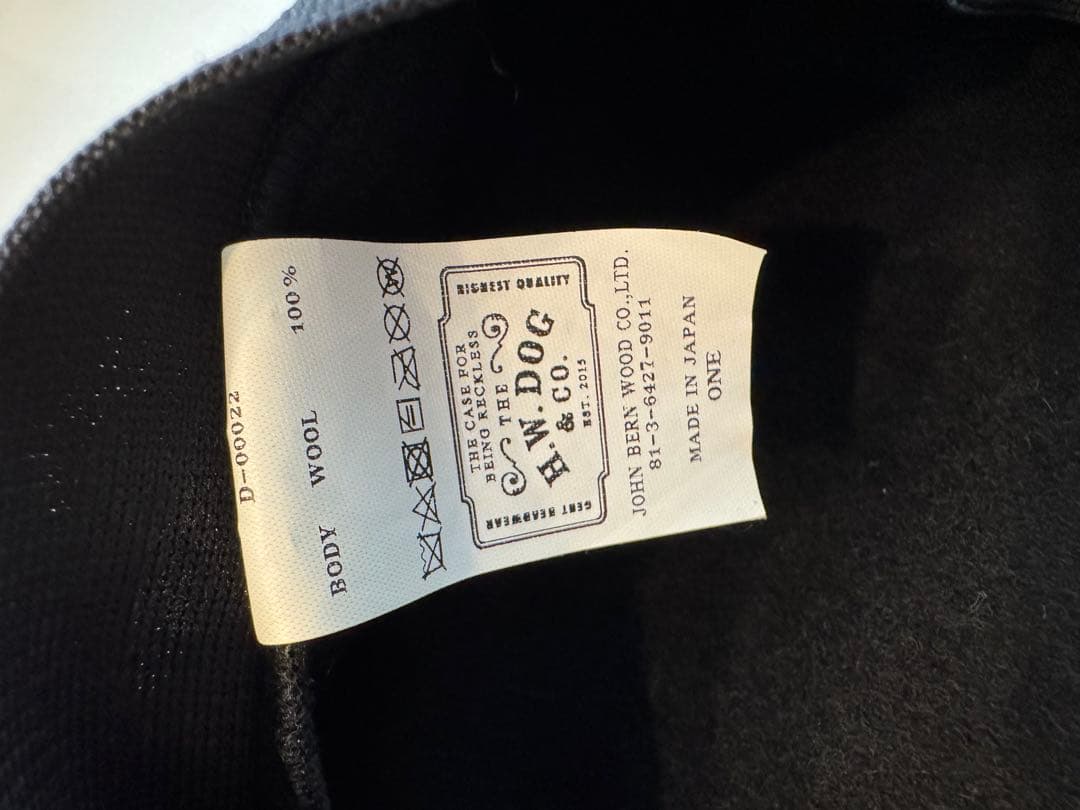 D-00022
BODY WOOL 100%
HIGHEST QUALITY
THE CASE FOR
BEING RECKLESS
THE
H.W.DOG
& CO.
EST. 2015
GENT HEADWEAR
JOHN BERN WOOD CO.,LTD.
81-3-6427-9011
MADE IN JAPAN
ONE